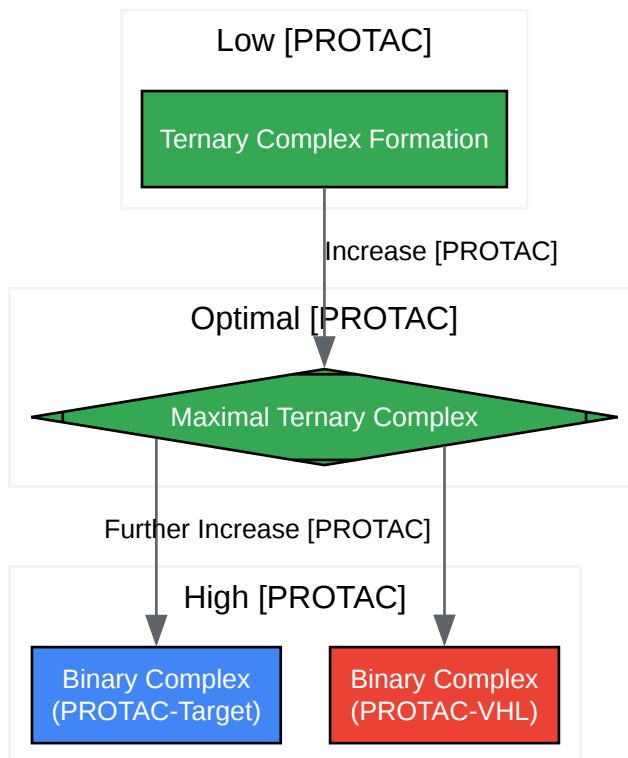 Low [PROTAC]
Ternary Complex Formation
Increase [PROTAC]
Optimal [PROTAC]
Maximal Ternary Complex
Further Increase [PROTAC]
High [PROTAC]
Binary Complex
(PROTAC-Target)
Binary Complex
(PROTAC-VHL)